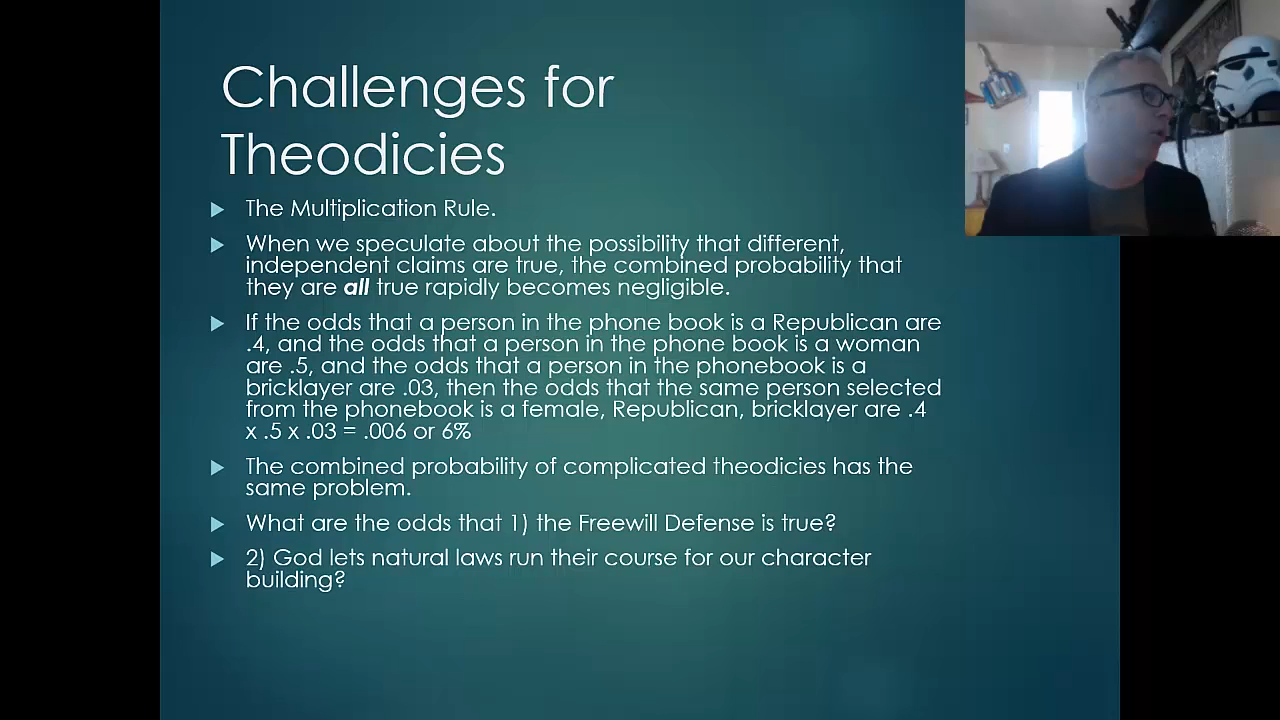 Challenges for
Theodicies
The Multiplication Rule.
When we speculate about the possibility that different,
independent claims are true, the combined probability that
they are all true rapidly becomes negligible.
If the odds that a person in the phone book is a Republican are
.4, and the odds that a person in the phone book is a woman
are .5, and the odds that a person in the phonebook is a
bricklayer are .03, then the odds that the same person selected
from the phonebook is a female, Republican, bricklayer are .4
x .5 x .03 = .006 or 6%
The combined probability of complicated theodicies has the
same problem.
What are the odds that 1) the Freewill Defense is true?
2) God lets natural laws run their course for our character
building?